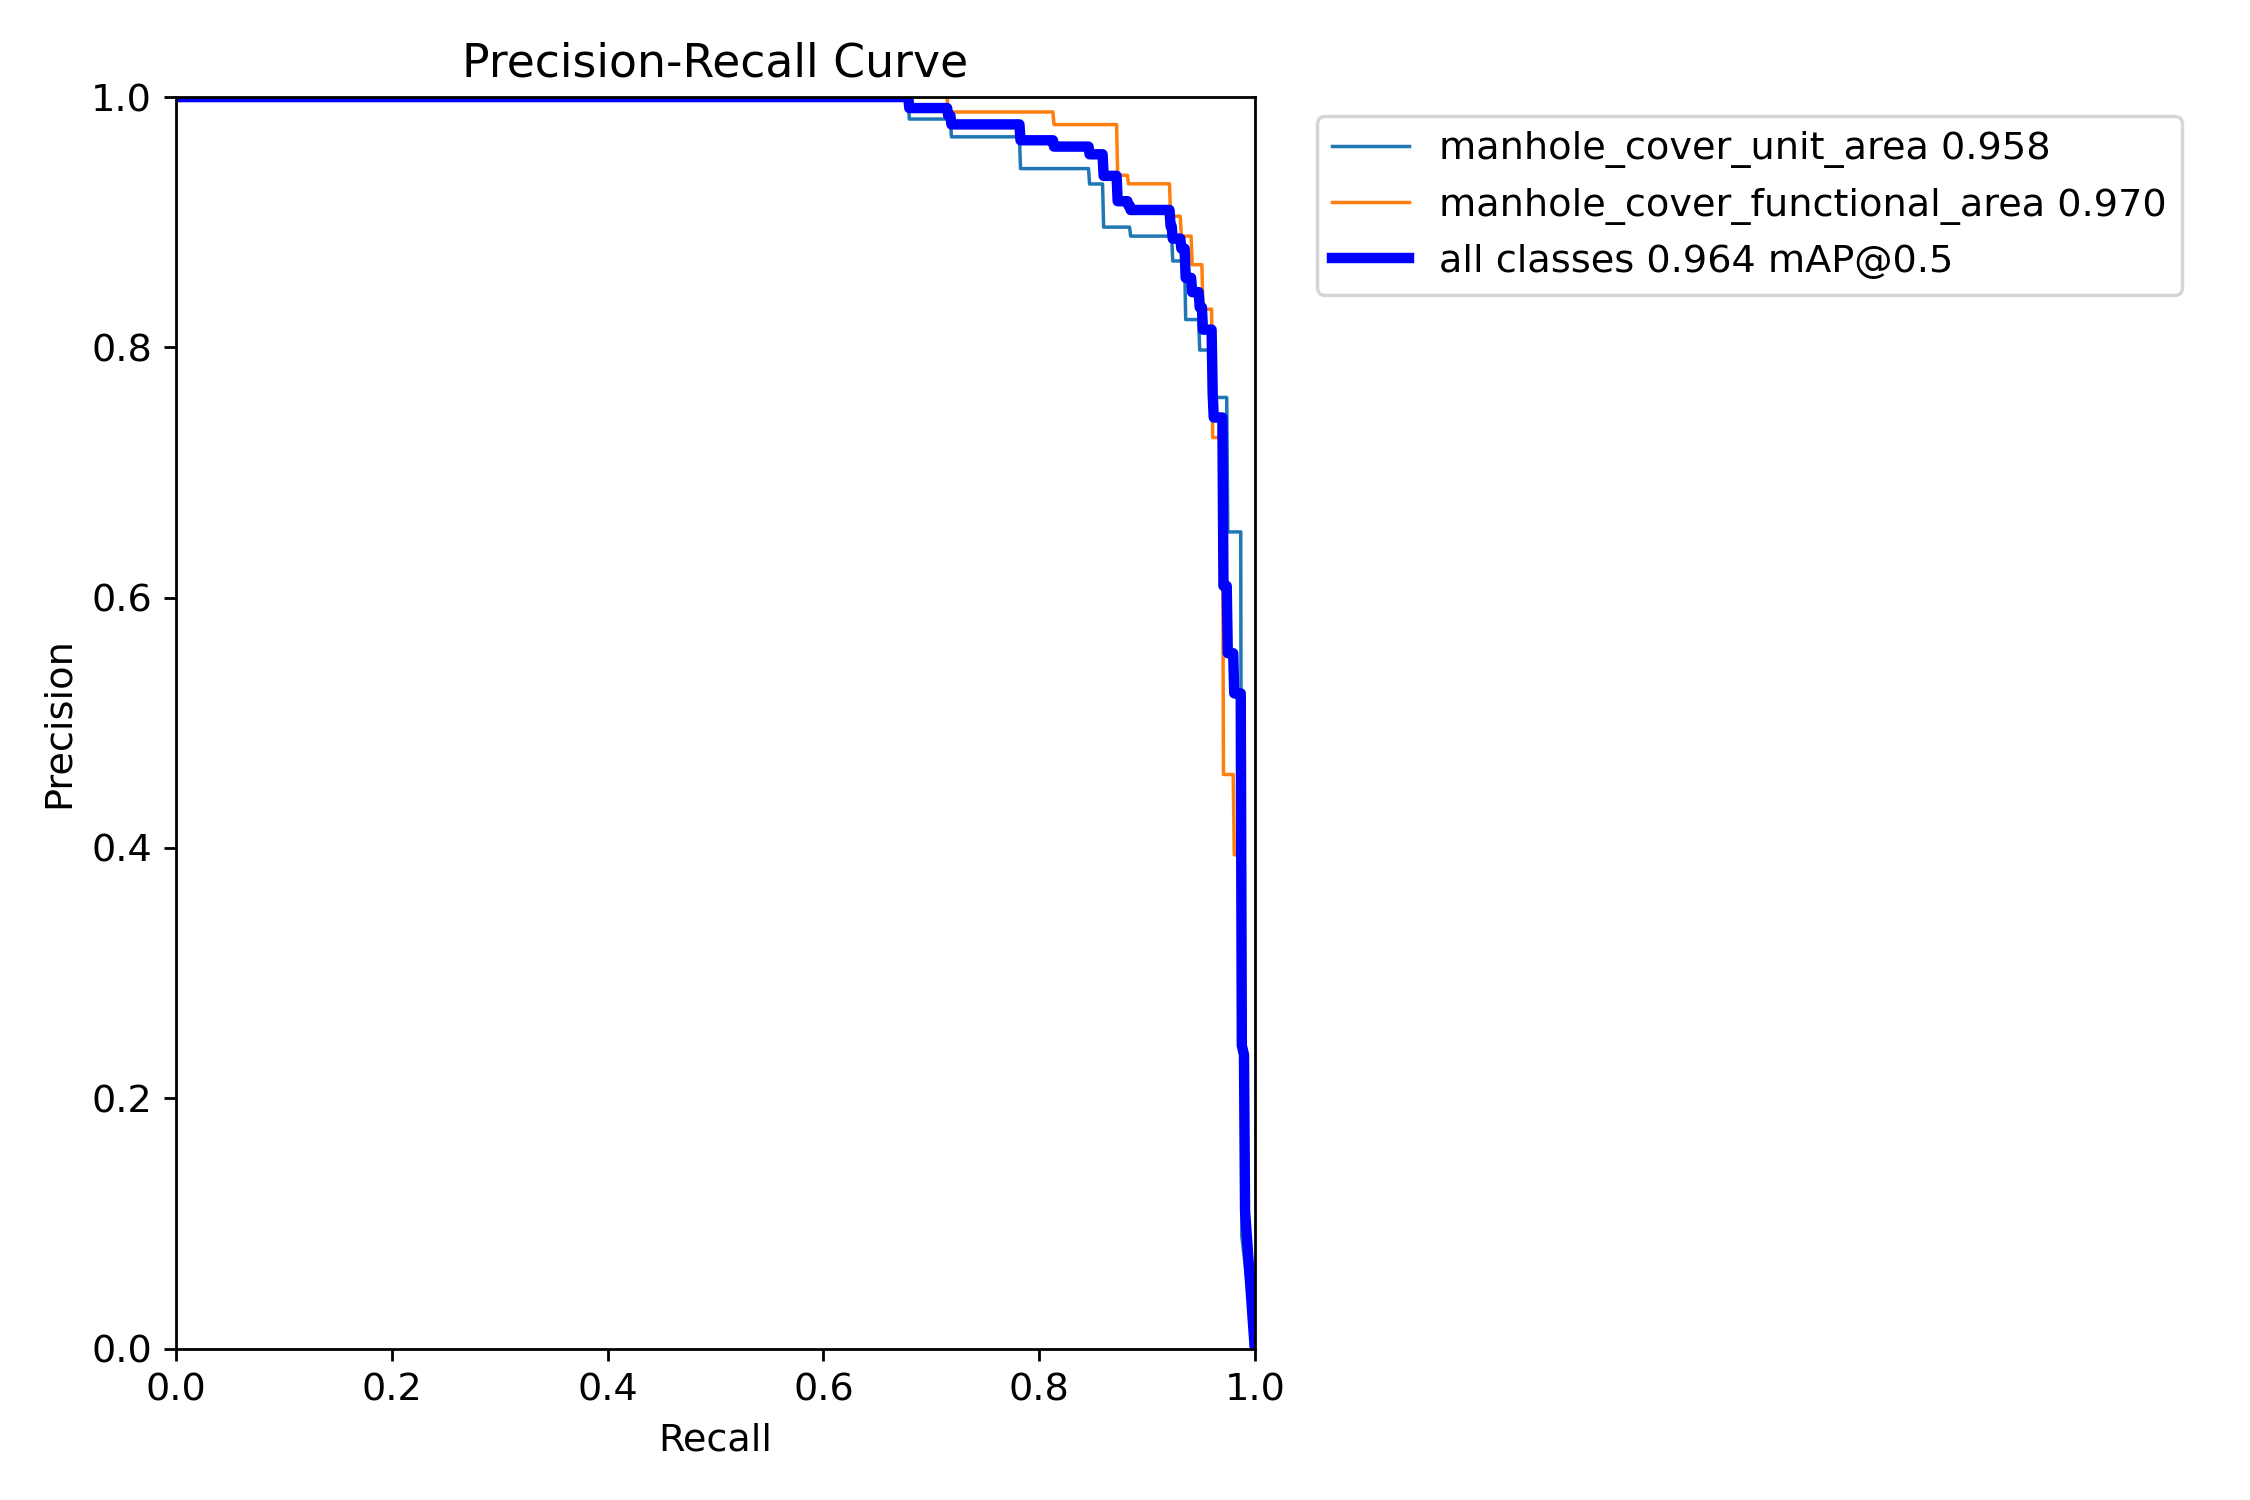 Precision-Recall Curve
1.0
0.8
0.6
0.4
0.2
0.0
Precision
0.0 0.2 0.4 0.6 0.8 1.0
Recall
manhole_cover_unit_area 0.958
manhole_cover_functional_area 0.970
all classes 0.964 mAP@0.5